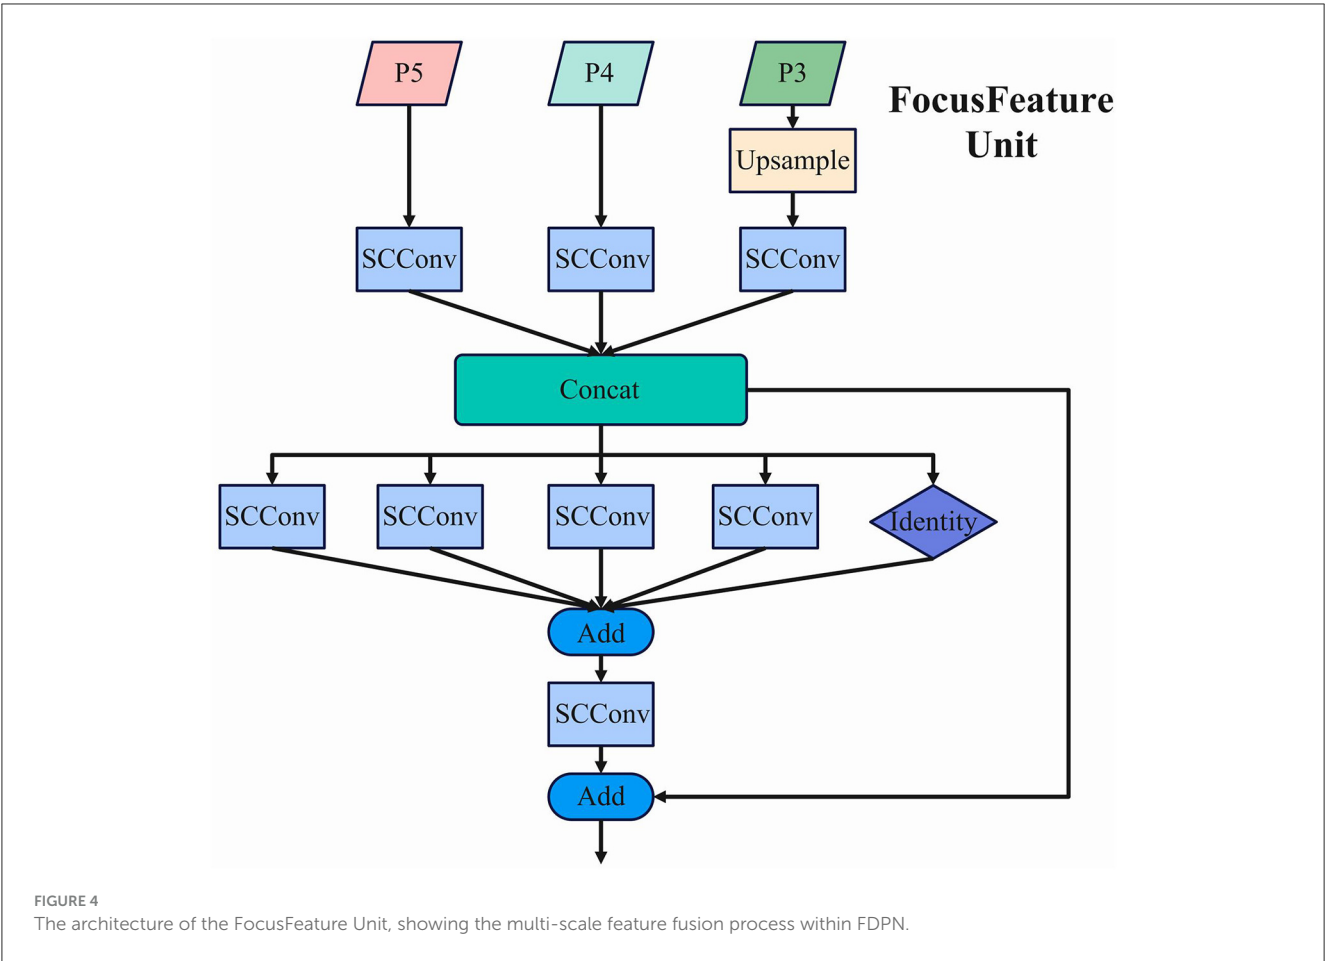 P5
P4
P3
FocusFeature
Unit
Upsample
SCConv
SCConv
SCConv
Concat
SCConv
SCConv
SCConv
SCConv
Identity
Add
SCConv
Add
FIGURE 4
The architecture of the FocusFeature Unit, showing the multi-scale feature fusion process within FDPN.